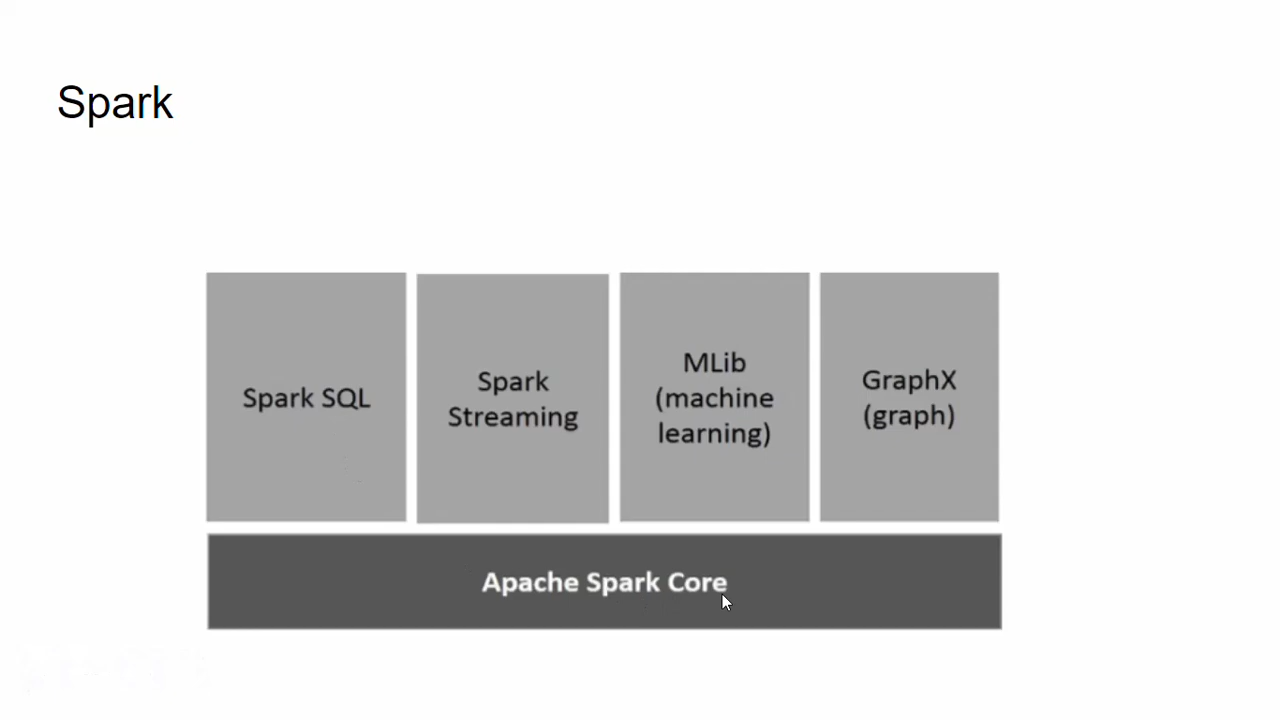 Spark
Spark SQL
Spark
Streaming
MLib
(machine
learning)
GraphX
(graph)
Apache Spark Core